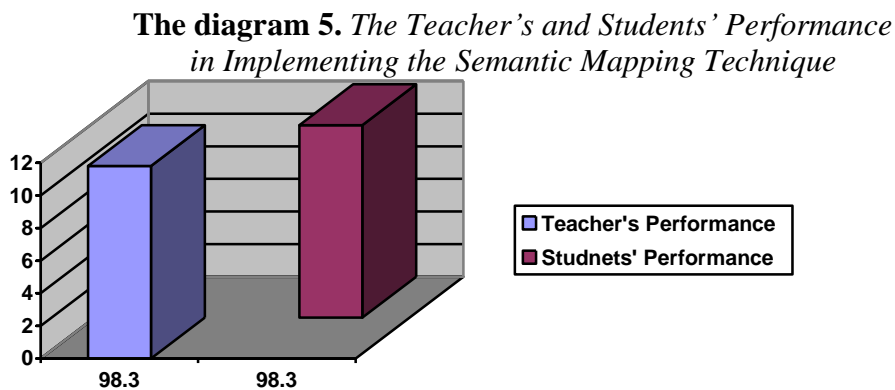 The diagram 5. The Teacher’s and Students’ Performance
in Implementing the Semantic Mapping Technique
12
10
8
6
4
2
0
98.3 98.3
Teacher's Performance
Studnets' Performance